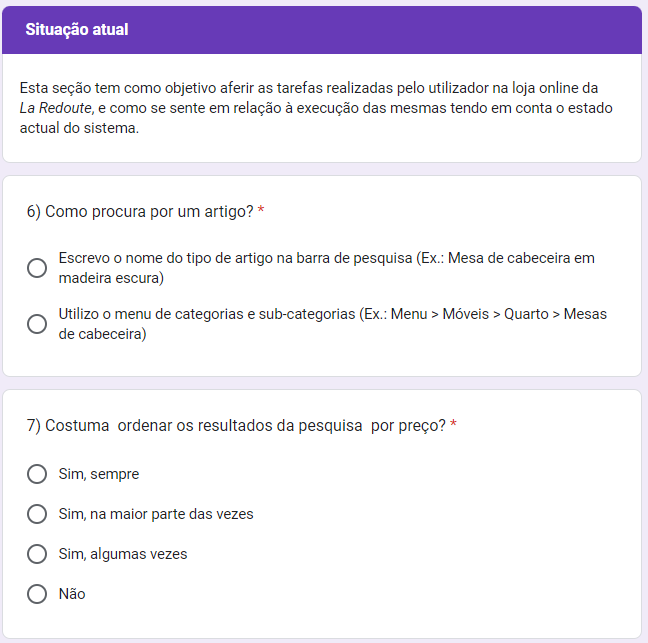 Situação atual
Esta seção tem como objetivo aferir as tarefas realizadas pelo utilizador na loja online da
La Redoute, e como se sente em relação à execução das mesmas tendo em conta o estado
actual do sistema.
6) Como procura por um artigo? *
Escrevo o nome do tipo de artigo na barra de pesquisa (Ex.: Mesa de cabeceira em
madeira escura)
Utilizo o menu de categorias e sub-categorias (Ex.: Menu > Móveis > Quarto > Mesas
de cabeceira)
7) Costuma  ordenar os resultados da pesquisa  por preço? *
Sim, sempre
Sim, na maior parte das vezes
Sim, algumas vezes
Não